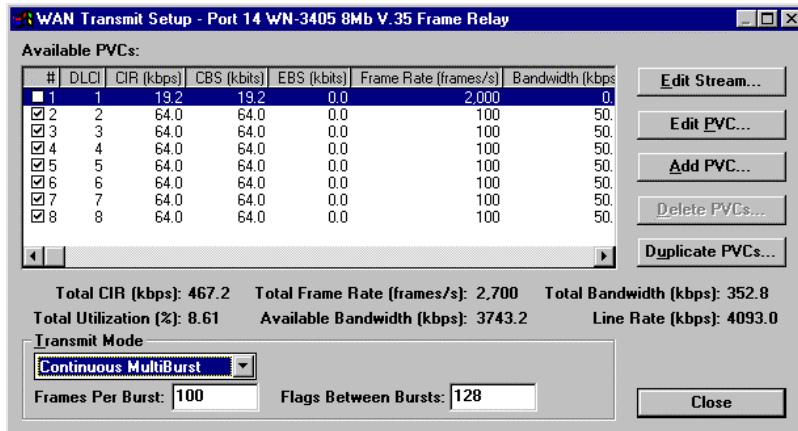 WAN Transmit Setup - Port 14 WN-3405 8Mb V.35 Frame Relay
Available PVCs:
# DLCI CIR (kbps) CBS (kbits) EBS (kbits) Frame Rate (frames/s) Bandwidth (kbps
1 1 19.2 19.2 0.0 2,000 0.
2 2 64.0 64.0 0.0 100 50.
3 3 64.0 64.0 0.0 100 50.
4 4 64.0 64.0 0.0 100 50.
5 5 64.0 64.0 0.0 100 50.
6 6 64.0 64.0 0.0 100 50.
7 7 64.0 64.0 0.0 100 50.
8 8 64.0 64.0 0.0 100 50.
Edit Stream...
Edit PVC...
Add PVC...
Delete PVCs...
Duplicate PVCs...
Total CIR (kbps): 467.2 Total Frame Rate (frames/s): 2,700 Total Bandwidth (kbps): 352.8
Total Utilization (%): 8.61 Available Bandwidth (kbps): 3743.2 Line Rate (kbps): 4093.0
Transmit Mode
Continuous MultiBurst
Frames Per Burst: 100 Flags Between Bursts: 128
Close